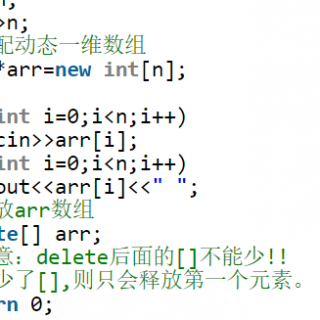 >n;
配动态一维数组
*arr=new int[n];
int i=0;i<n;i++)
cin>>arr[i];
int i=0;i<n;i++)
out<<arr[i]<<" ";
放arr数组
te[] arr;
意：delete后面的[]不能少!!
少了[],则只会释放第一个元素。
rn 0;